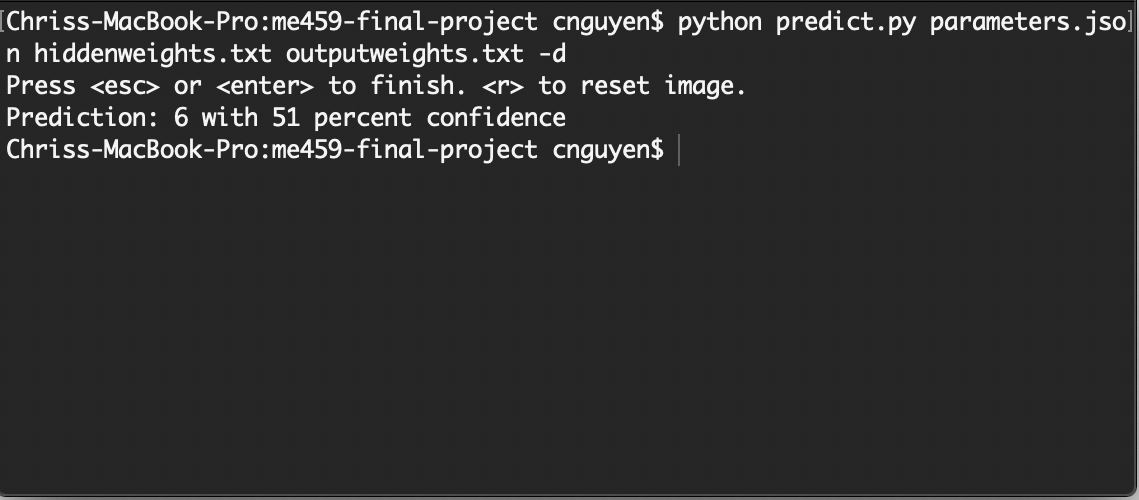 [Chriss-MacBook-Pro:me459-final-project cnguyen$ python predict.py parameters.jso]
n hiddenweights.txt outputweights.txt -d
Press <esc> or <enter> to finish. <r> to reset image.
Prediction: 6 with 51 percent confidence
Chriss-MacBook-Pro:me459-final-project cnguyen$